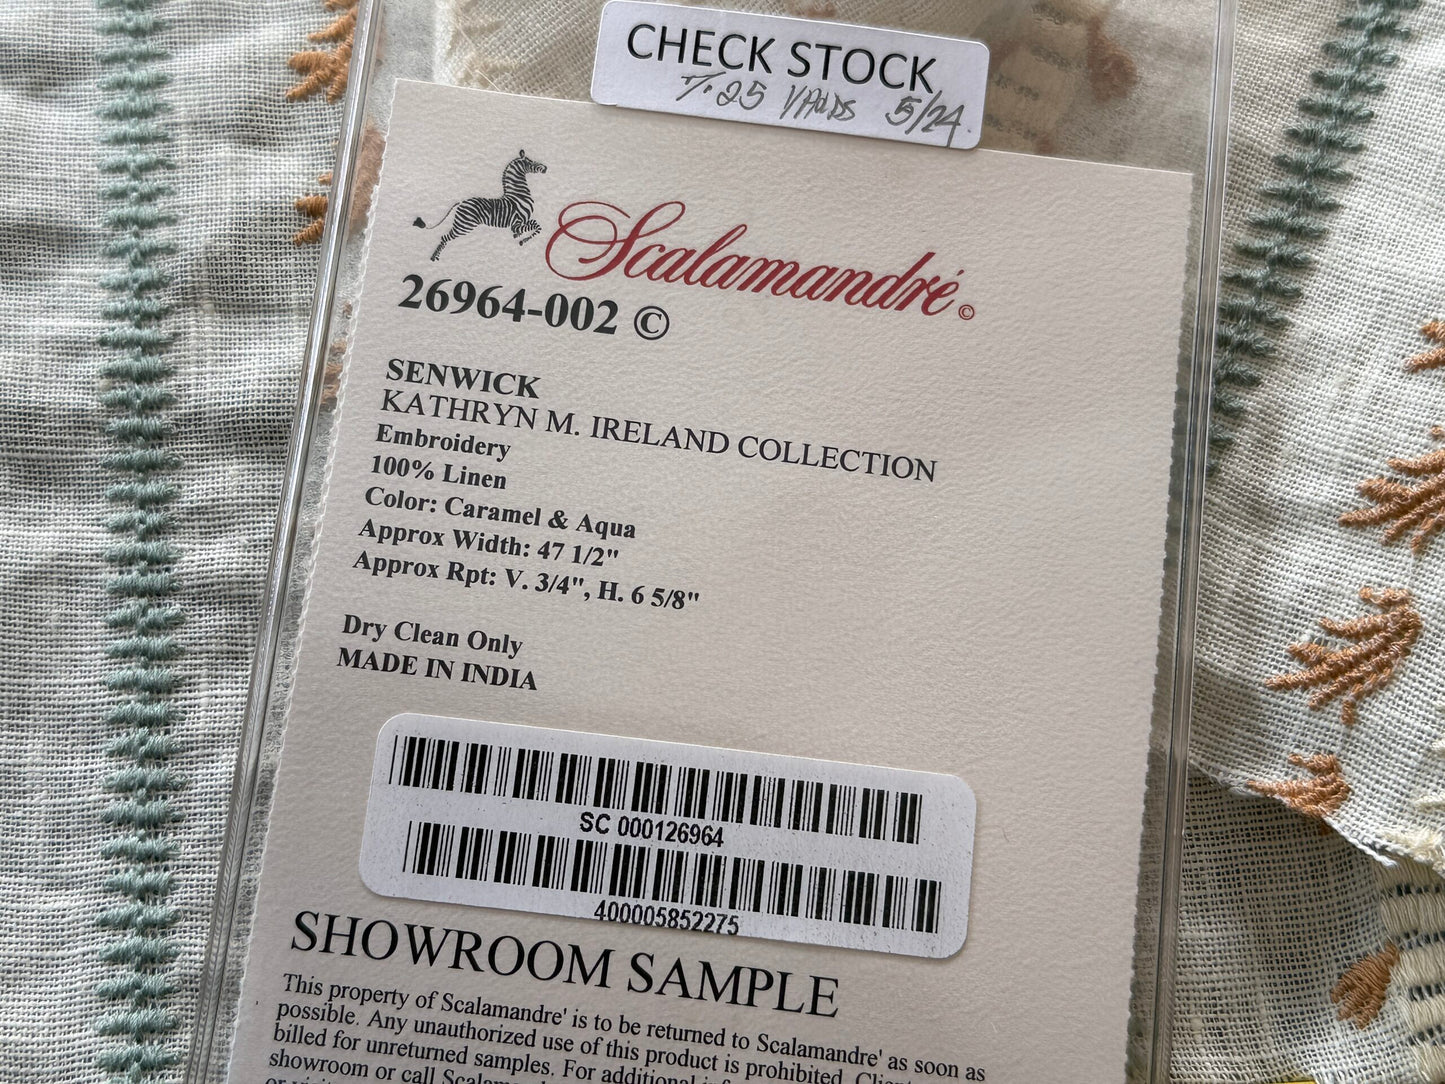 CHECK STOCK
7.25 YARDS 5/24.
Scalamandré ©
26964-002 ©
SENWICK
KATHRYN M. IRELAND COLLECTION
Embroidery
100% Linen
Color: Caramel & Aqua
Approx Width: 47 1/2"
Approx Rpt: V. 3/4", H. 6 5/8"
Dry Clean Only
MADE IN INDIA
SC 000126964
400005852275
SHOWROOM SAMPLE
This property of Scalamandre' is to be returned to Scalamandre' as soon as
possible. Any unauthorized use of this product is prohibited. Client
billed for unreturned samples. For additional
showroom or call